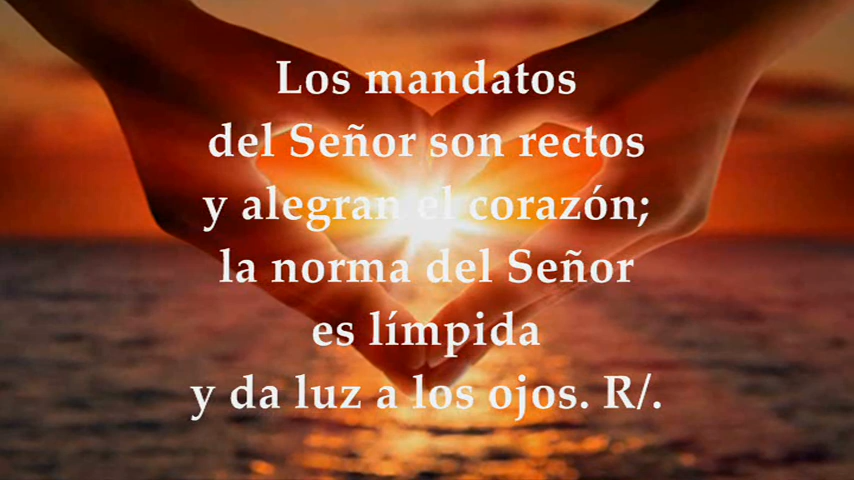 Los mandatos
del Señor son rectos
y alegran el corazón;
la norma del Señor
es límpida
y da luz a los ojos. R/.